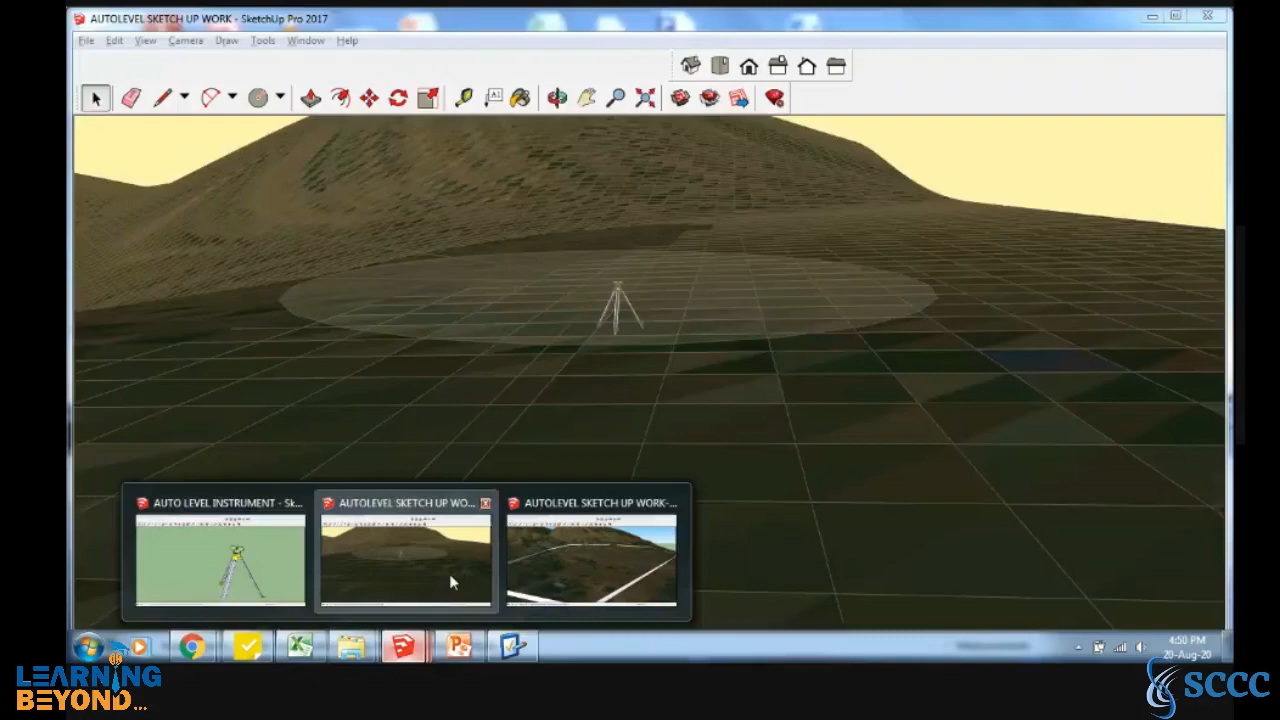 AUTOLEVEL SKETCH UP WORK - SketchUp Pro 2017
File Edit View Camera Draw Tools Window Help
AUTO LEVEL INSTRUMENT - Sk...
AUTOLEVEL SKETCH UP WO...
AUTOLEVEL SKETCH UP WORK-...
4:50 PM
20-Aug-20
LEARNING
BEYOND...
SCCC